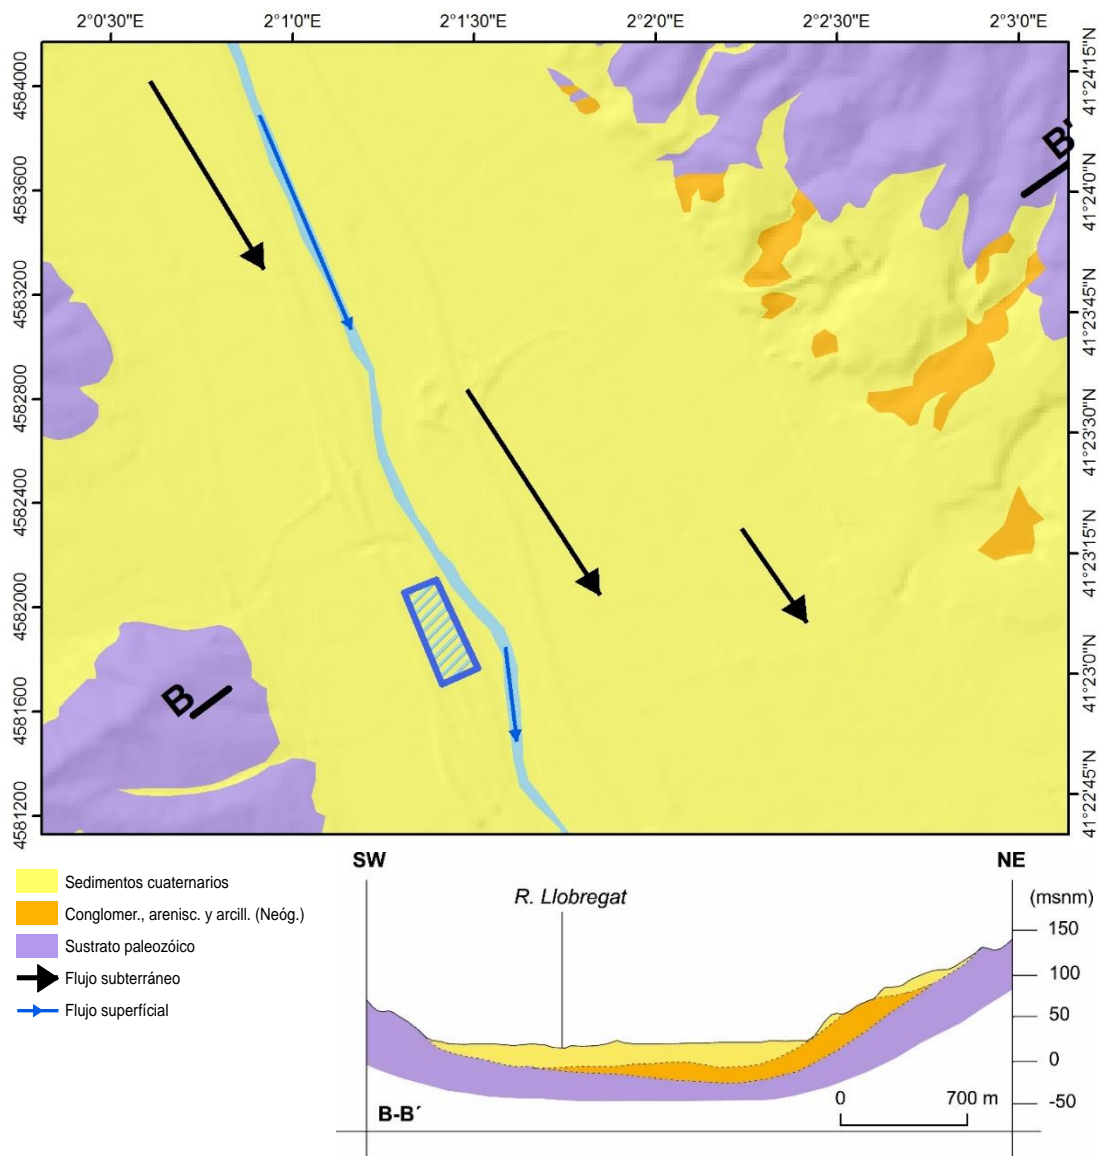 2°0'30"E 2°1'0"E 2°1'30"E 2°2'0"E 2°2'30"E 2°3'0"E
4584000
4583600
4583200
4582800
4582400
4582000
4581600
4581200
41°24'15"N
41°24'0"N
41°23'45"N
41°23'30"N
41°23'15"N
41°23'0"N
41°22'45"N
B'
B
Sedimentos cuaternarios
Conglomer., arenisc. y arcill. (Neóg.)
Sustrato paleozóico
Flujo subterráneo
Flujo superfícial
SW
NE
R. Llobregat
(msnm)
150
100
50
0
-50
0 700 m
B-B´